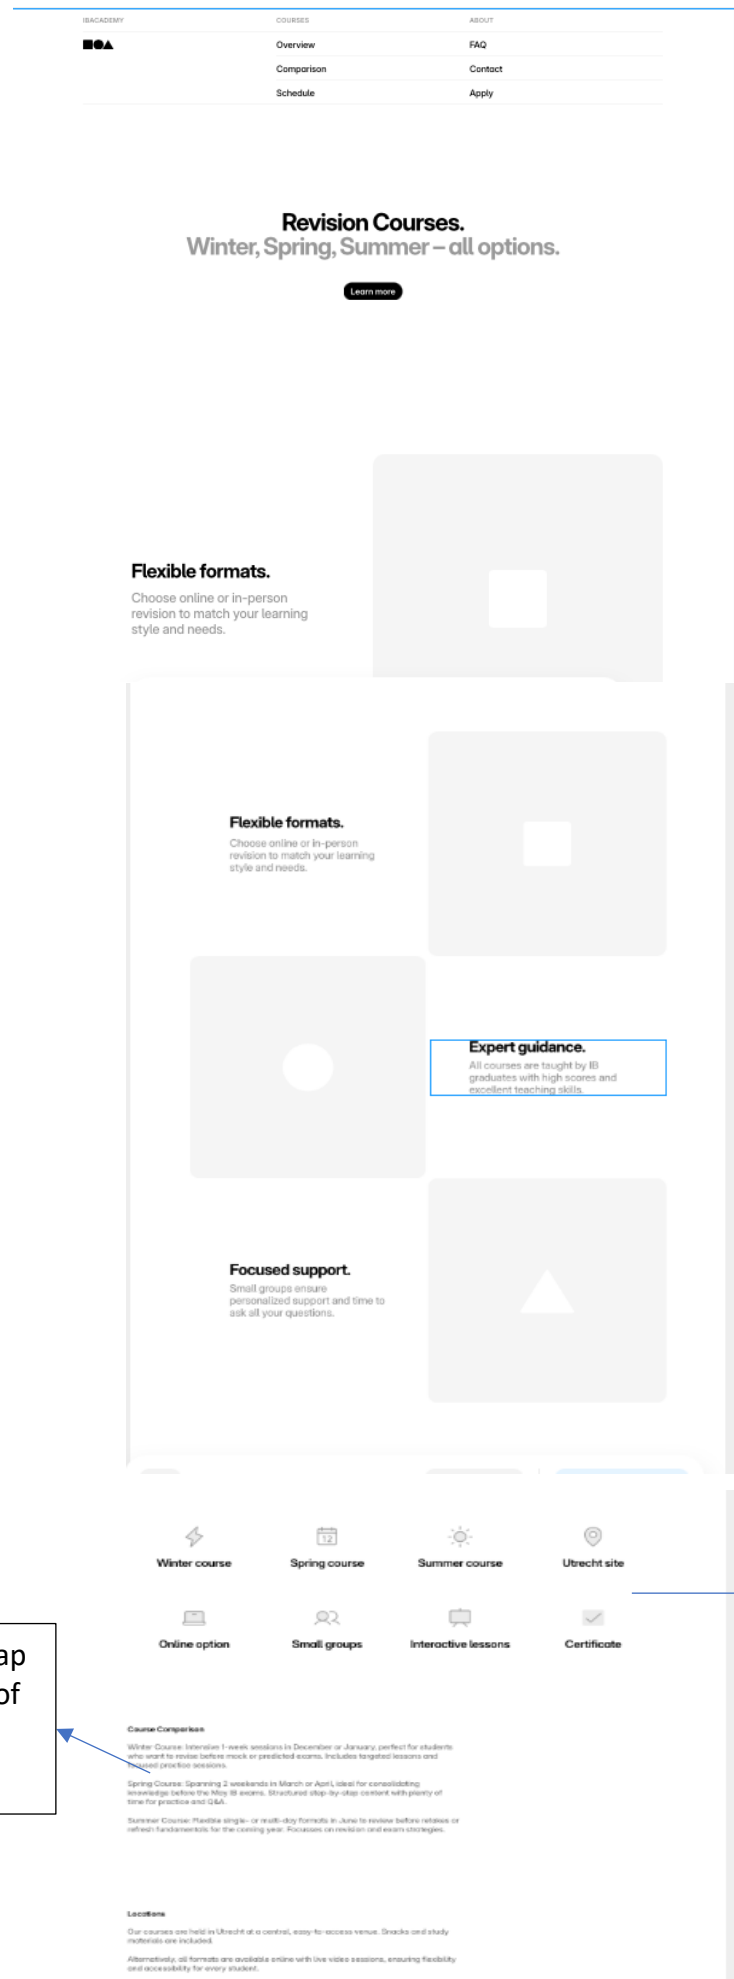 IBACADEMY COURSES ABOUT
Overview FAQ
Comparison Contact
Schedule Apply
Revision Courses.
Winter, Spring, Summer – all options.
Learn more
Flexible formats.
Choose online or in-person
revision to match your learning
style and needs.
Flexible formats.
Choose online or in-person
revision to match your learning
style and needs.
Expert guidance.
All courses are taught by IB
graduates with high scores and
excellent teaching skills.
Focused support.
Small groups ensure
personalized support and time to
ask all your questions.
12
Winter course Spring course Summer course Utrecht site
Online option Small groups Interactive lessons Certificate
ap
of
Course Comparison
Winter Course: Intensive 1-week sessions in December or January, perfect for students
who want to revise before mock or predicted exams. Includes targeted lessons and
focused practice sessions.
Spring Course: Spanning 2 weekends in March or April, ideal for consolidating
knowledge before the May IB exams. Structured step-by-step content with plenty of
time for practice and Q&A.
Summer Course: Flexible single- or multi-day formats in June to review before retakes or
refresh fundamentals for the coming year. Focusses on revision and exam strategies.
Locations
Our courses are held in Utrecht at a central, easy-to-access venue. Snacks and study
materials are included.
Alternatively, all formats are available online with live video sessions, ensuring flexibility
and accessibility for every student.